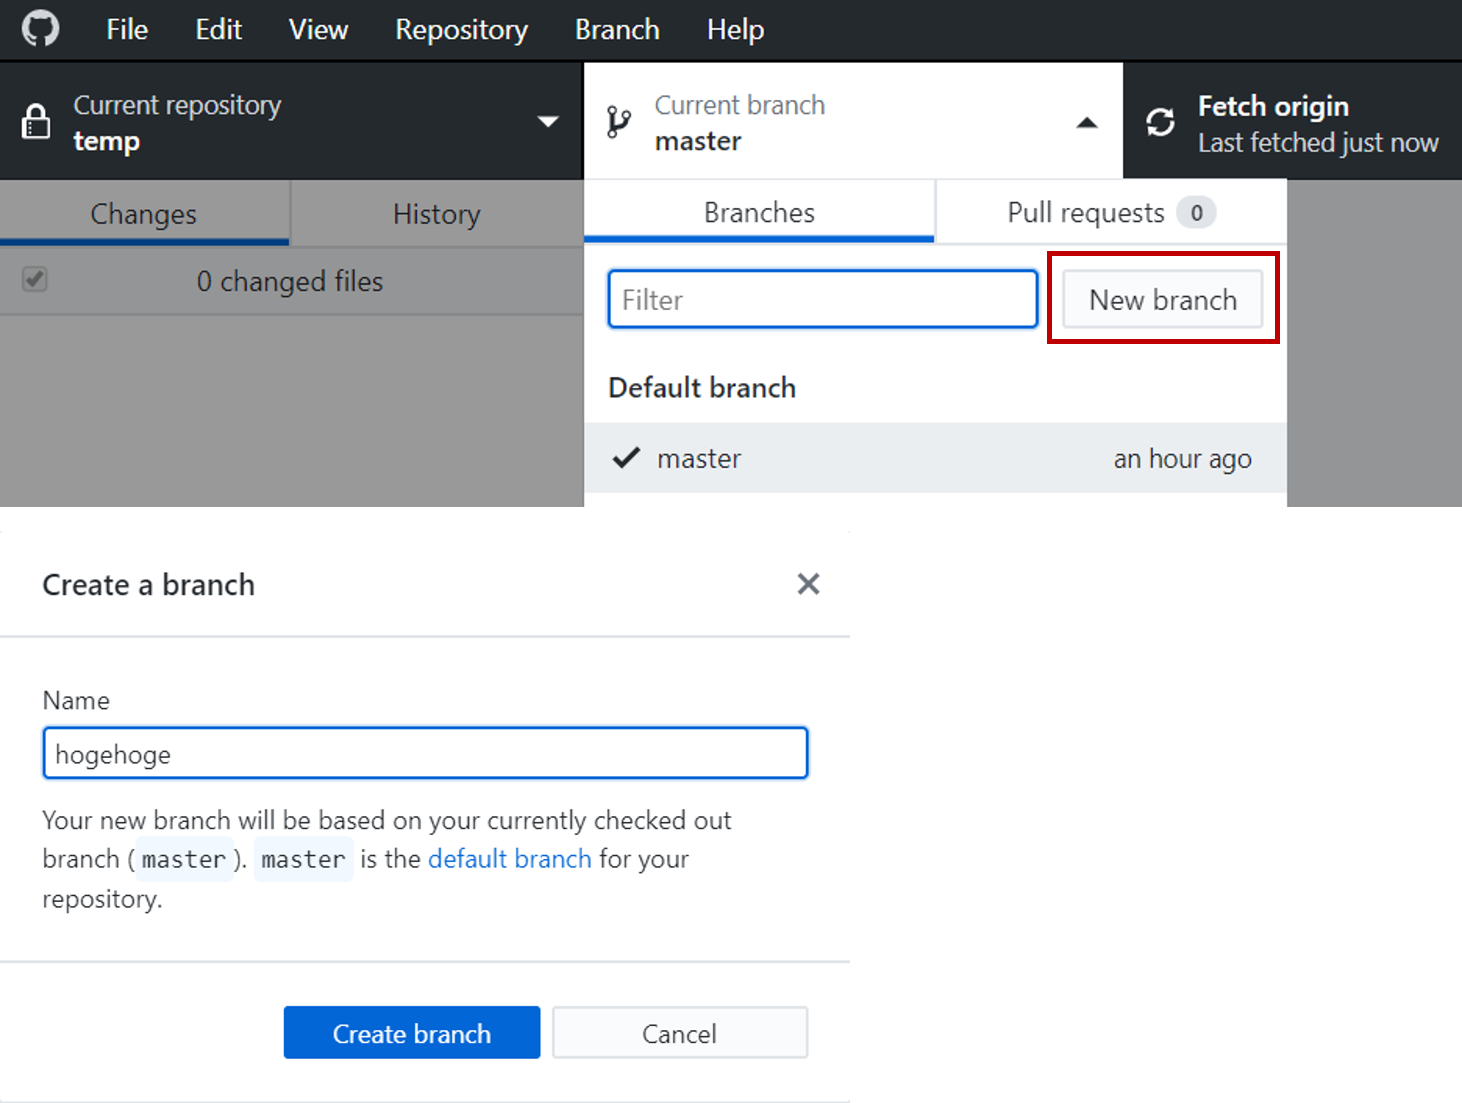 File Edit View Repository Branch Help
Current repository
temp
Current branch
master
Fetch origin
Last fetched just now
Changes
History
Branches
Pull requests 0
0 changed files
Filter
New branch
Default branch
master
an hour ago
Create a branch
Name
hogehoge
Your new branch will be based on your currently checked out
branch (master). master is the default branch for your
repository.
Create branch
Cancel